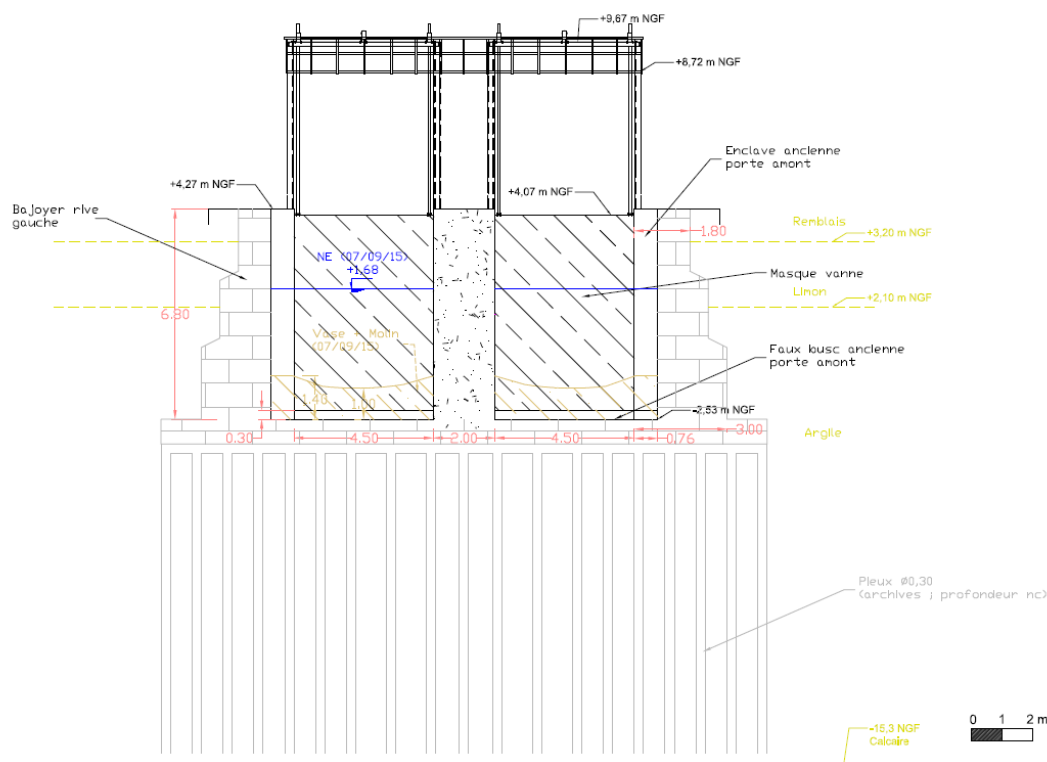 +9,67 m NGF
+8,72 m NGF
Enclave ancienne
porte amont
+4,27 m NGF
+4,07 m NGF
Bajoyer rive
gauche
Remblais
1.80
+3,20 m NGF
NE (07/09/15)
+1.68
Masque vanne
Limon
+2,10 m NGF
6.80
Vase + Molin
(07/09/15)
Faux busc ancienne
porte amont
1.40
1.00
-2,53 m NGF
3.00
Argile
0.30
4.50
2.00
4.50
0.76
Pieux Ø0,30
(archives ; profondeur nc)
-15,3 NGF
Calcaire
0 1 2 m